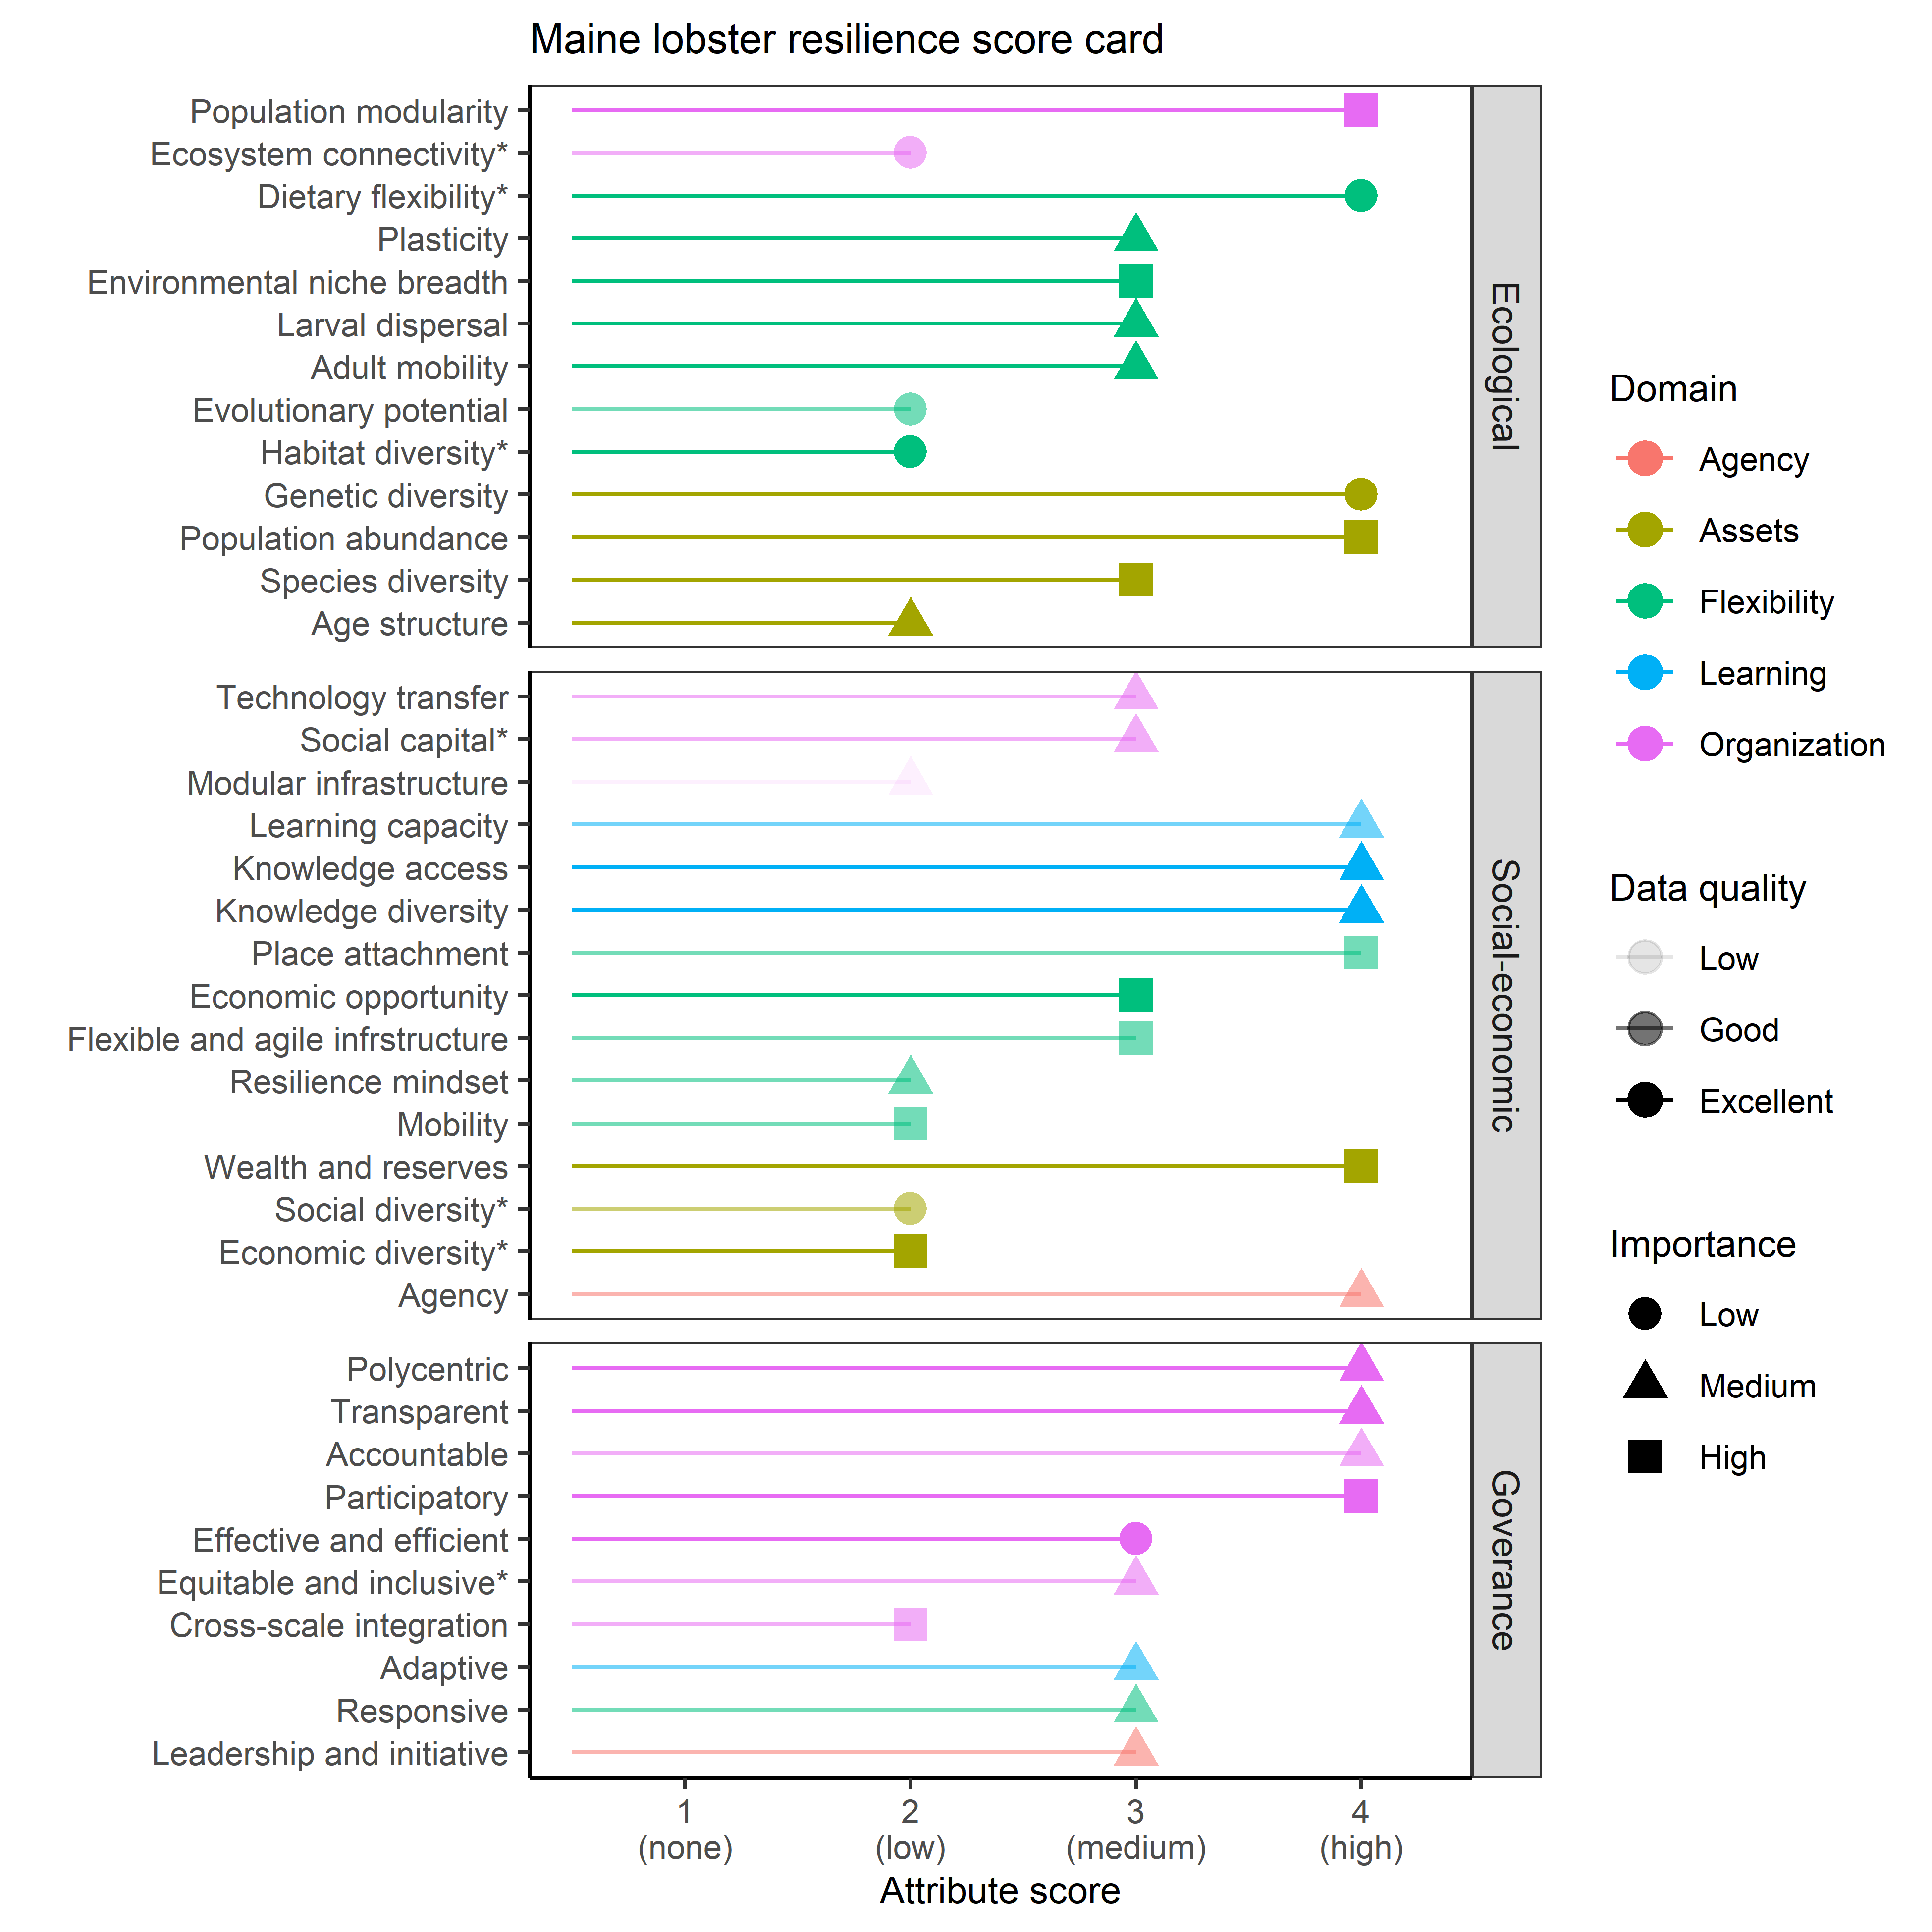 Maine lobster resilience score card
Population modularity
Ecosystem connectivity*
Dietary flexibility*
Plasticity
Environmental niche breadth
Larval dispersal
Adult mobility
Evolutionary potential
Habitat diversity*
Genetic diversity
Population abundance
Species diversity
Age structure
Ecological
Technology transfer
Social capital*
Modular infrastructure
Learning capacity
Knowledge access
Knowledge diversity
Place attachment
Economic opportunity
Flexible and agile infrstructure
Resilience mindset
Mobility
Wealth and reserves
Social diversity*
Economic diversity*
Agency
Social-economic
Polycentric
Transparent
Accountable
Participatory
Effective and efficient
Equitable and inclusive*
Cross-scale integration
Adaptive
Responsive
Leadership and initiative
Goverance
1
(none)
2
(low)
3
(medium)
4
(high)
Attribute score
Domain
Agency
Assets
Flexibility
Learning
Organization
Data quality
Low
Good
Excellent
Importance
Low
Medium
High